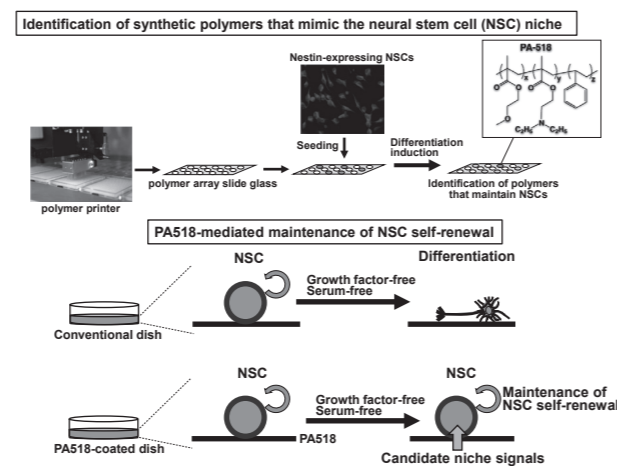 Identification of synthetic polymers that mimic the neural stem cell (NSC) niche
PA-518
Nestin-expressing NSCs
x
y
z
O
O
O
O
O
N
C₂H₅
C₂H₅
Seeding
Differentiation
induction
polymer printer
polymer array slide glass
Identification of polymers
that maintain NSCs
PA518-mediated maintenance of NSC self-renewal
NSC
Differentiation
Growth factor-free
Serum-free
Conventional dish
NSC
NSC
Growth factor-free
Serum-free
Maintenance of
NSC self-renewal
PA518
PA518-coated dish
Candidate niche signals